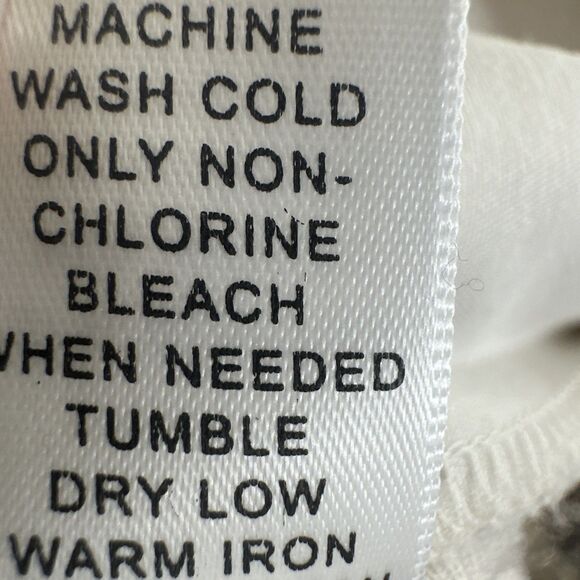 MACHINE
WASH COLD
ONLY NON-
CHLORINE
BLEACH
WHEN NEEDED
TUMBLE
DRY LOW
WARM IRON